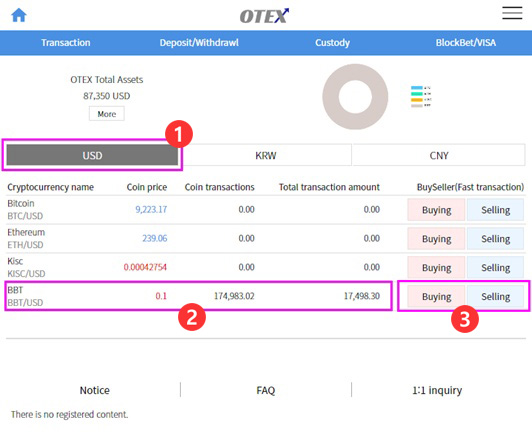 OTEX
Transaction Deposit/Withdrawl Custody BlockBet/VISA
OTEX Total Assets
87,350 USD
More
1
USD KRW CNY
Cryptocurrency name Coin price Coin transactions Total transaction amount BuySeller(Fast transaction)
Bitcoin
BTC/USD 9,223.17 0.00 0.00 Buying Selling
Ethereum
ETH/USD 239.06 0.00 0.00 Buying Selling
Kisc
KISC/USD 0.00042754 0.00 0.00 Buying Selling
BBT
BBT/USD 0.1 174,983.02 17,498.30 Buying Selling
2 3
Notice FAQ 1:1 inquiry
There is no registered content.